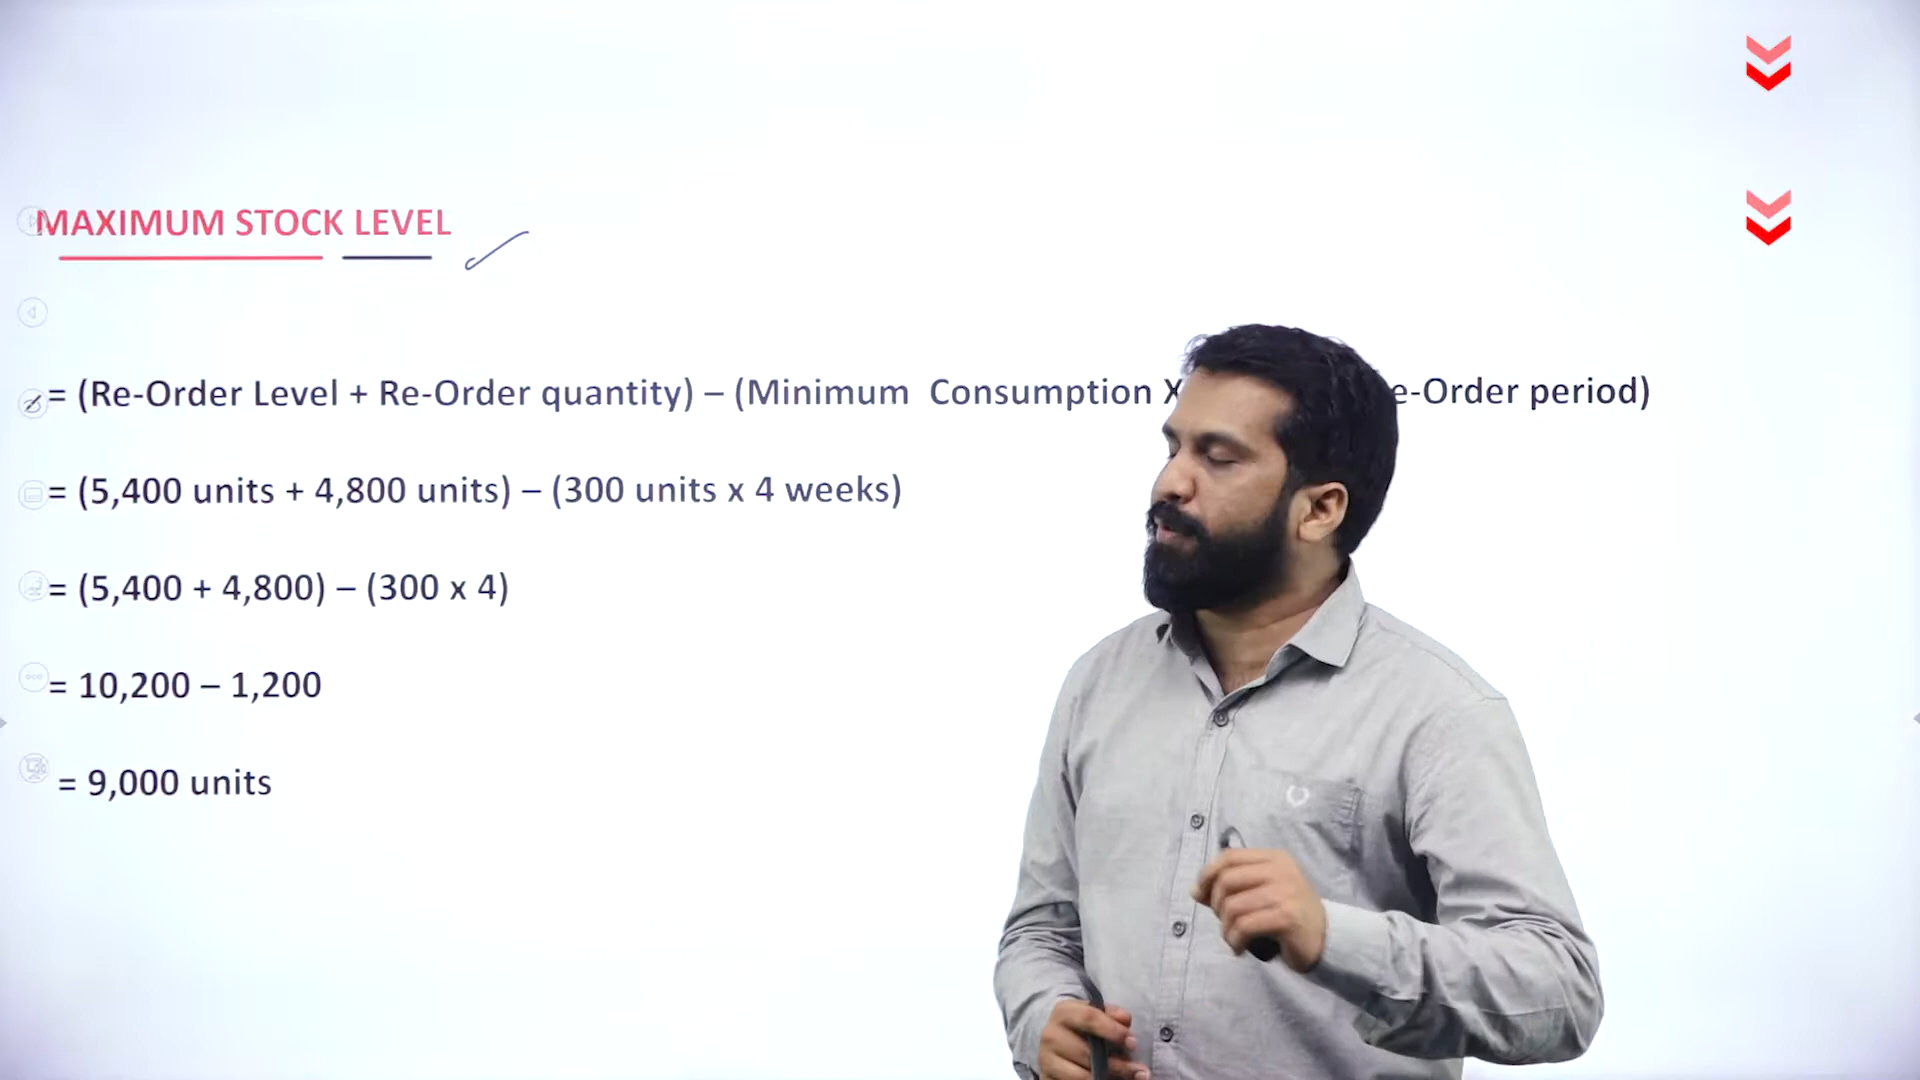 MAXIMUM STOCK LEVEL
= (Re-Order Level + Re-Order quantity) – (Minimum Consumption X e-Order period)
= (5,400 units + 4,800 units) – (300 units x 4 weeks)
= (5,400 + 4,800) – (300 x 4)
= 10,200 – 1,200
= 9,000 units